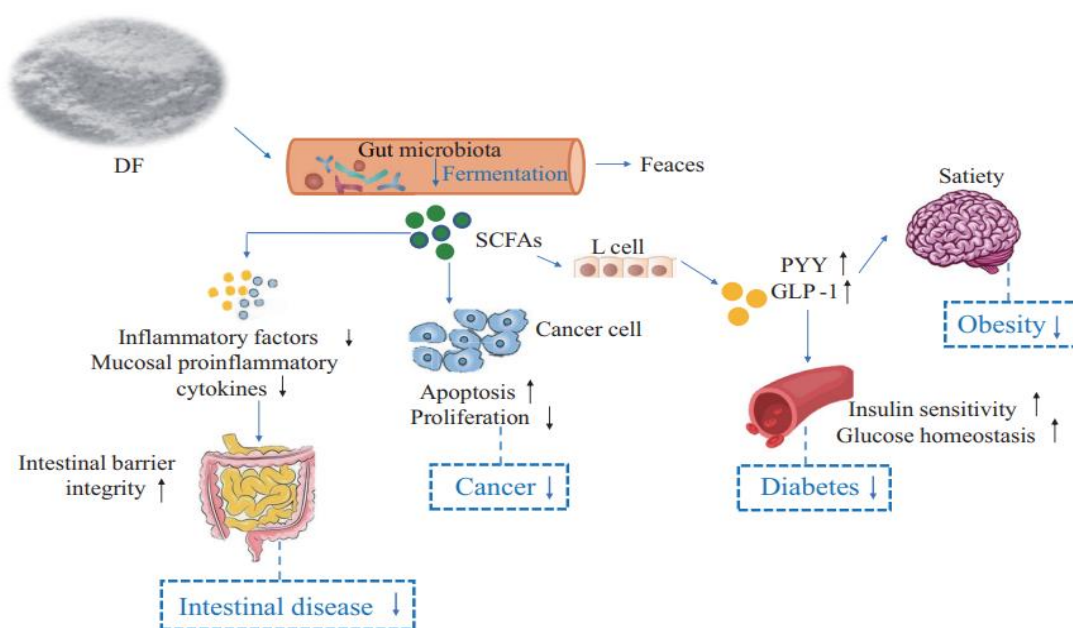 DF
Gut microbiota
Fermentation
Feaces
SCFAs
L cell
PYY ↑
GLP -1 ↑
Satiety
Obesity ↓
Inflammatory factors ↓
Mucosal proinflammatory
cytokines ↓
Cancer cell
Apoptosis ↑
Proliferation ↓
Insulin sensitivity ↑
Glucose homeostasis ↑
Intestinal barrier
integrity ↑
Cancer ↓
Diabetes ↓
Intestinal disease ↓